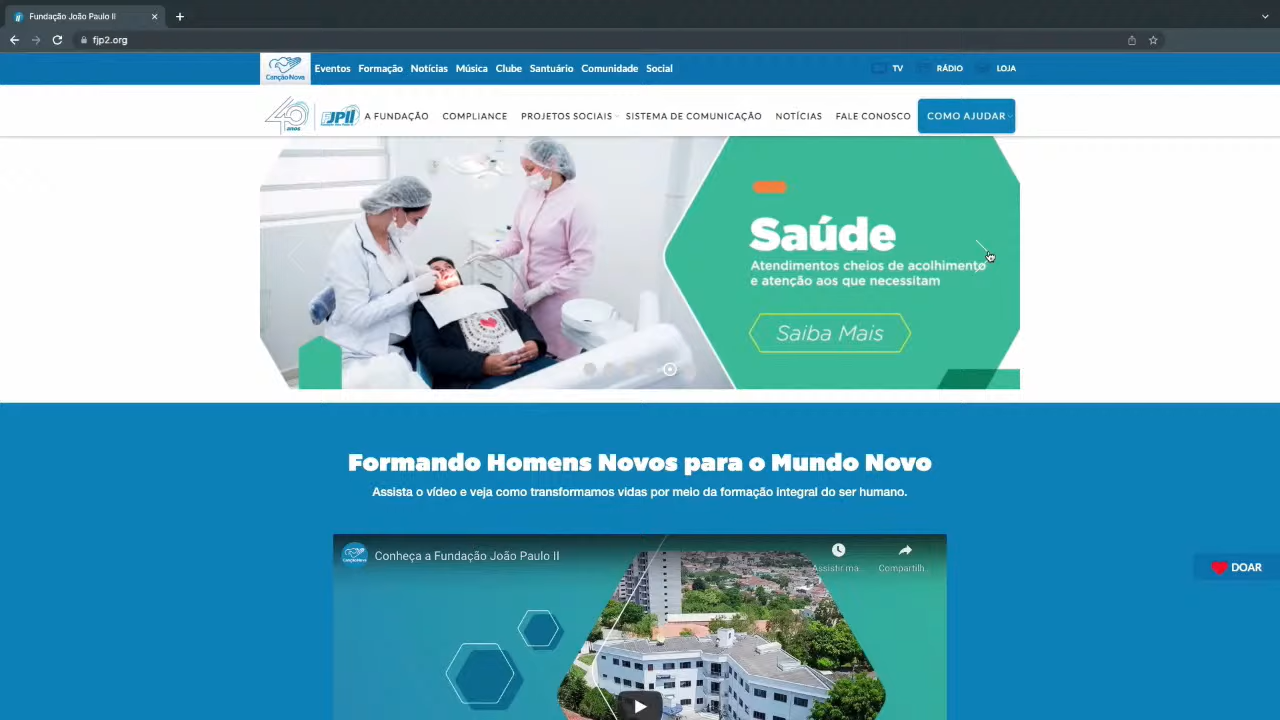 Fundação João Paulo II
fjp2.org
Canção Nova
Eventos Formação Notícias Música Clube Santuário Comunidade Social
TV RÁDIO LOJA
40 anos
FJPII
A FUNDAÇÃO COMPLIANCE PROJETOS SOCIAIS SISTEMA DE COMUNICAÇÃO NOTÍCIAS FALE CONOSCO COMO AJUDAR
Saúde
Atendimentos cheios de acolhimento
e atenção aos que necessitam
Saiba Mais
Formando Homens Novos para o Mundo Novo
Assista o vídeo e veja como transformamos vidas por meio da formação integral do ser humano.
Conheça a Fundação João Paulo II
Assistir ma...
Compartilh...
DOAR